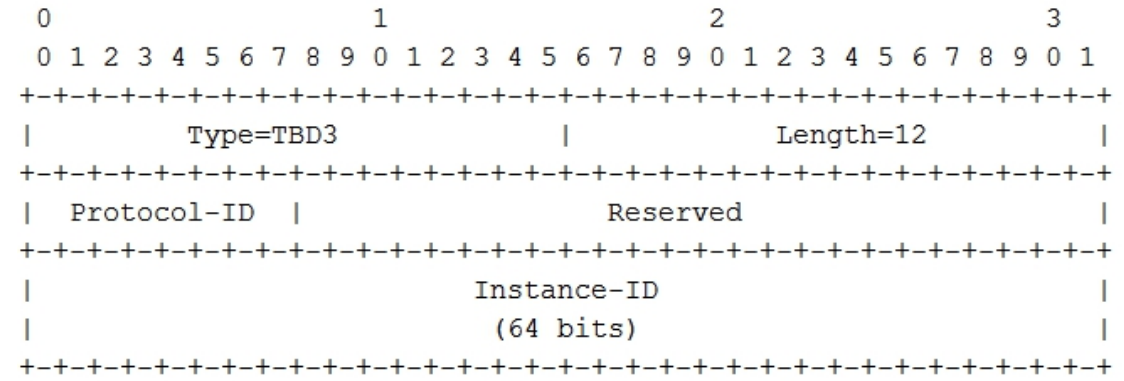 0                   1                   2                   3
 0 1 2 3 4 5 6 7 8 9 0 1 2 3 4 5 6 7 8 9 0 1 2 3 4 5 6 7 8 9 0 1
+-+-+-+-+-+-+-+-+-+-+-+-+-+-+-+-+-+-+-+-+-+-+-+-+-+-+-+-+-+-+-+-+
|         Type=TBD3             |            Length=12          |
+-+-+-+-+-+-+-+-+-+-+-+-+-+-+-+-+-+-+-+-+-+-+-+-+-+-+-+-+-+-+-+-+
|  Protocol-ID  |                  Reserved                     |
+-+-+-+-+-+-+-+-+-+-+-+-+-+-+-+-+-+-+-+-+-+-+-+-+-+-+-+-+-+-+-+-+
|                          Instance-ID                          |
|                           (64 bits)                           |
+-+-+-+-+-+-+-+-+-+-+-+-+-+-+-+-+-+-+-+-+-+-+-+-+-+-+-+-+-+-+-+-+